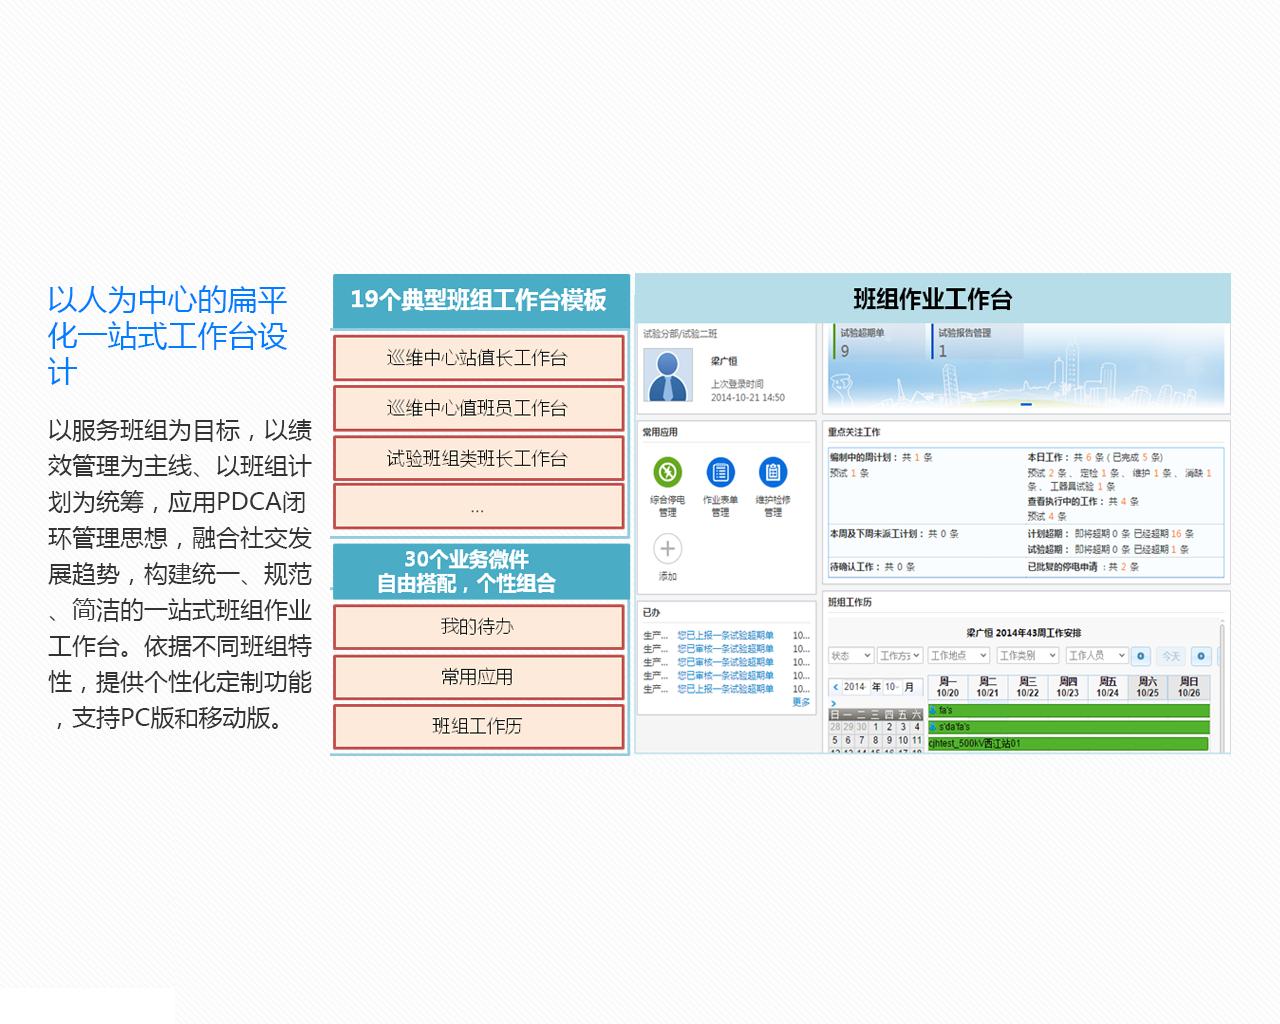 以人为中心的扁平
化一站式工作台设
计
以服务班组为目标，以绩
效管理为主线、以班组计
划为统筹，应用PDCA闭
环管理思想，融合社交发
展趋势，构建统一、规范
、简洁的一站式班组作业
工作台。依据不同班组特
性，提供个性化定制功能
，支持PC版和移动版。
19个典型班组工作台模板
巡维中心站值长工作台
巡维中心值班员工作台
试验班组类班长工作台
...
30个业务微件
自由搭配，个性组合
我的待办
常用应用
班组工作历
班组作业工作台
试验分部/试验二班
梁广恒
上次登录时间
2014-10-21 14:50
试验超期单
9
试验报告管理
1
常用应用
综合停电
管理
作业表单
管理
维护检修
管理
添加
已办
生产... 您已上报一条试验超期单 10...
生产... 您已审核一条试验超期单 10...
生产... 您已审核一条试验超期单 10...
生产... 您已审核一条试验超期单 10...
生产... 您已上报一条试验超期单 10...
更多
重点关注工作
编制中的周计划： 共 1 条
预试 1 条
本日工作： 共 6 条 ( 已完成 5 条)
预试 2 条 、 定检 1 条 、 维护 1 条 、 消缺 1
条 、 工器具试验 1 条
查看执行中的工作： 共 4 条
预试 4 条
本周及下周未派工计划： 共 0 条
计划超期： 即将超期 0 条 已经超期 16 条
试验超期： 即将超期 0 条 已经超期 1 条
待确认工作： 共 0 条
已批复的停电申请 ：共 2 条
班组工作历
梁广恒 2014年43周工作安排
状态 工作方式 工作地点 工作类别 工作人员 今天
2014 年 10 月
日 一 二 三 四 五 六
28 29 30 1 2 3 4
5 6 7 8 9 10 11
12 13 14 15 16 17 18
周一 周二 周三 周四 周五 周六 周日
10/20 10/21 10/22 10/23 10/24 10/25 10/26
fa's
s'da'fa's
cjhtest_500kV西江站01